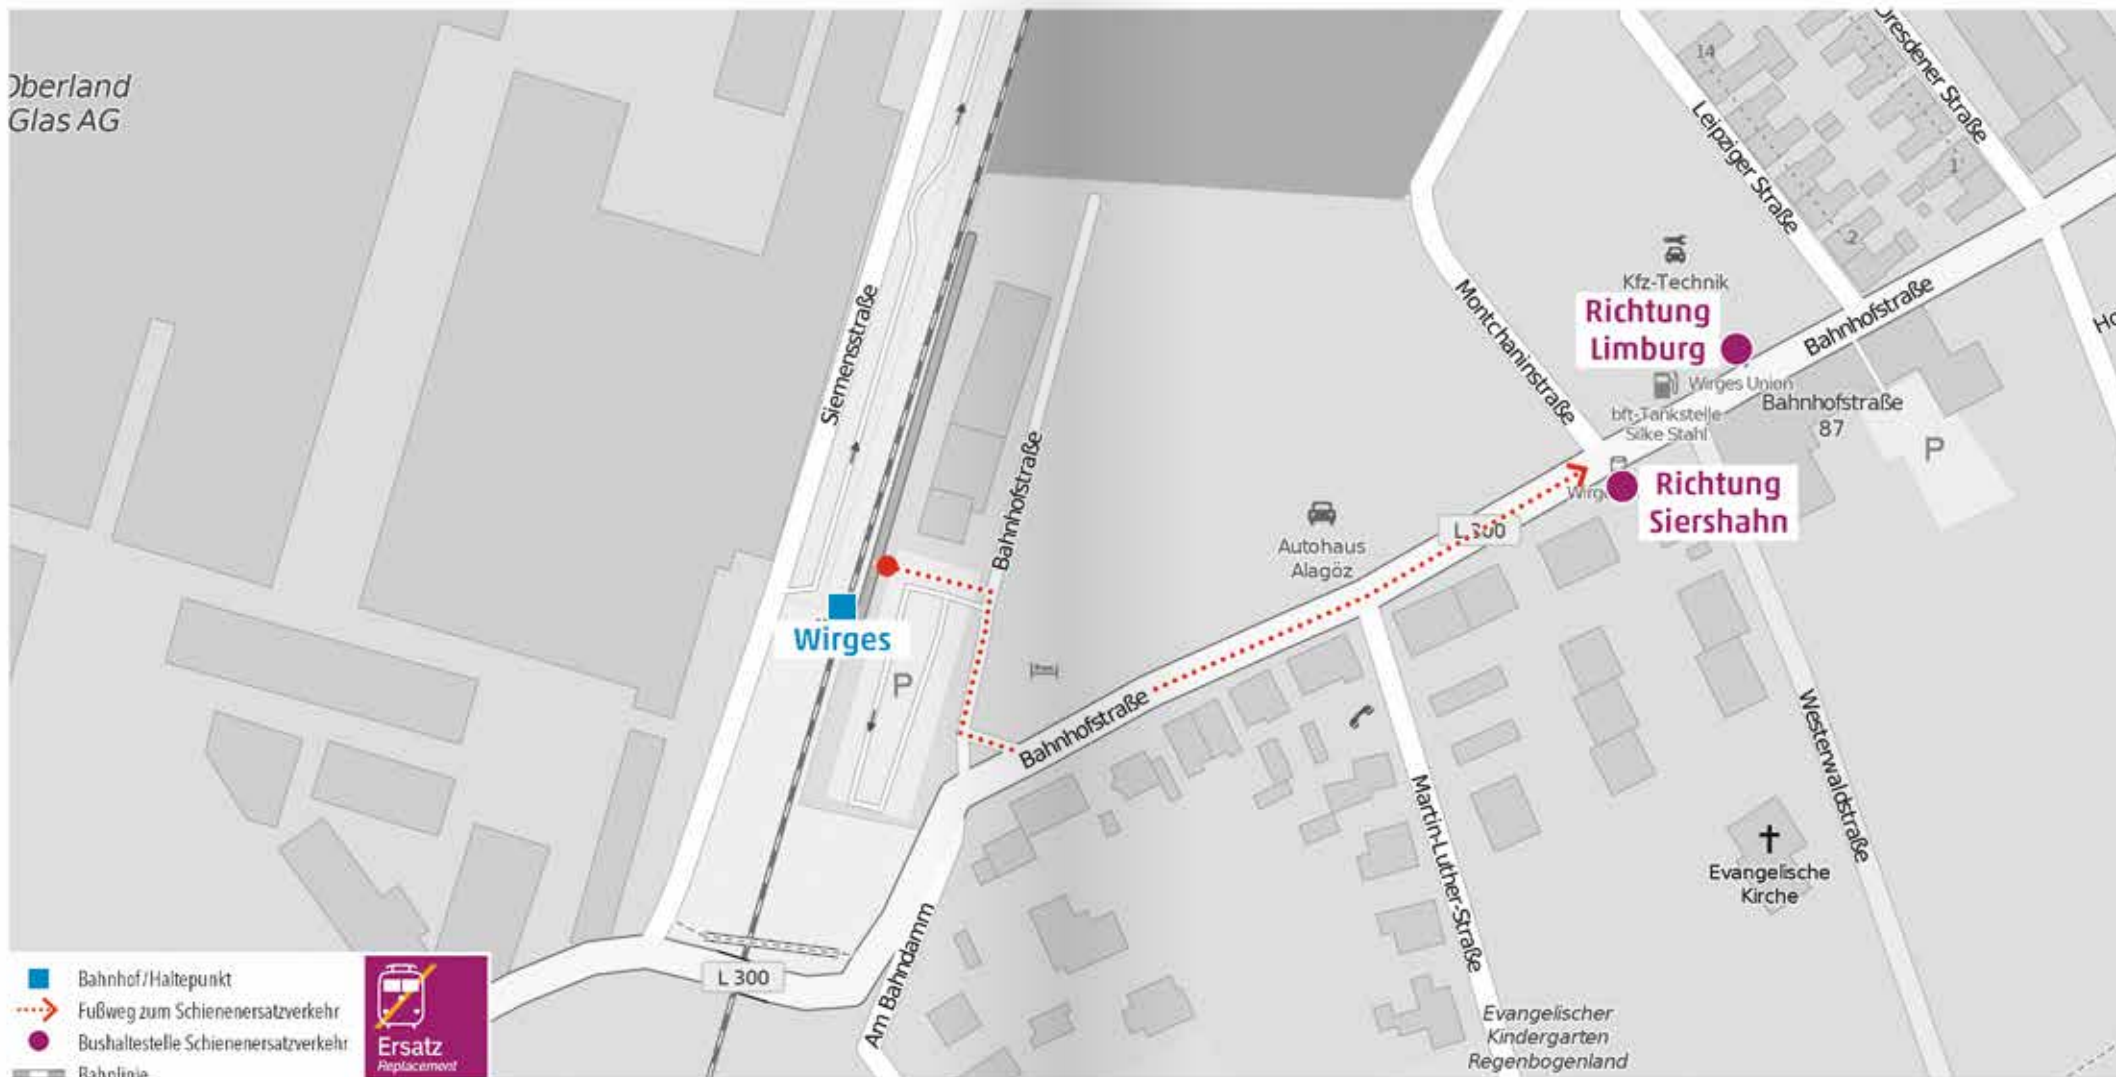 Oberland
Glas AG
14
Dresdener Straße
Leipziger Straße
1
2
Kfz-Technik
Richtung
Limburg
Bahnhofstraße
Montchaninstraße
Wirges Union
bft-Tankstelle
Silke Stahl
Bahnhofstraße
87
P
Siemensstraße
Bahnhofstraße
Richtung
Siershahn
L 300
Autohaus
Alagöz
Wirges
P
Bahnhofstraße
Martin-Luther-Straße
Westerwaldstraße
Evangelische
Kirche
Am Bahndamm
L 300
Evangelischer
Kindergarten
Regenbogenland
Bahnhof/Haltepunkt
Fußweg zum Schienenersatzverkehr
Bushaltestelle Schienenersatzverkehr
Bahnlinie
Ersatz
Replacement